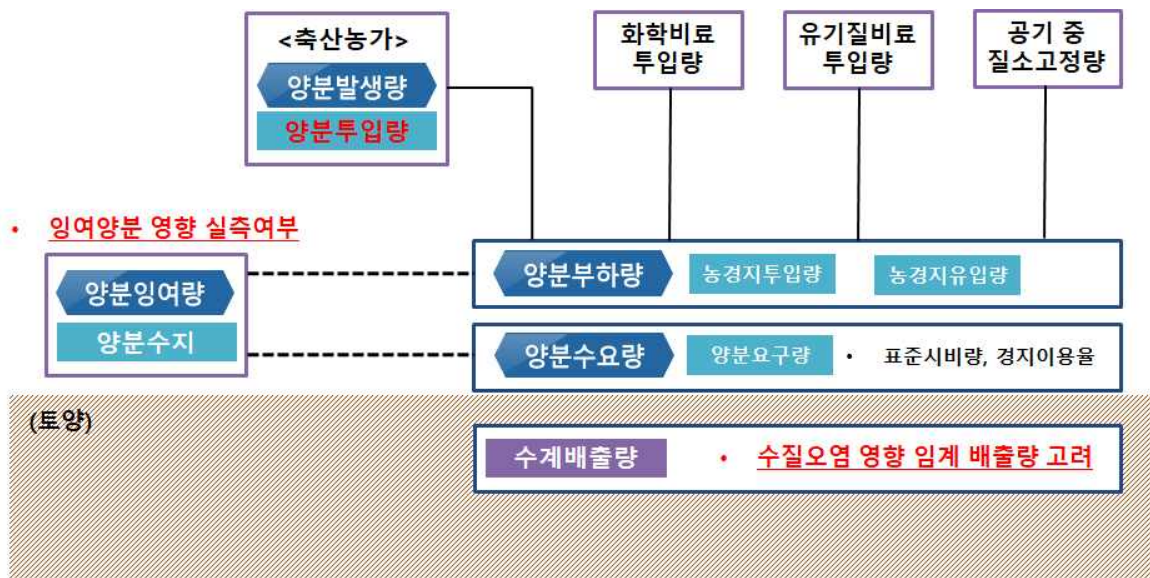 <축산농가>
양분발생량
양분투입량
화학비료
투입량
유기질비료
투입량
공기 중
질소고정량
• 잉여양분 영향 실측여부
양분잉여량
양분수지
양분부하량 농경지투입량 농경지유입량
양분수요량 양분요구량 • 표준시비량, 경지이용율
(토양)
수계배출량 • 수질오염 영향 임계 배출량 고려